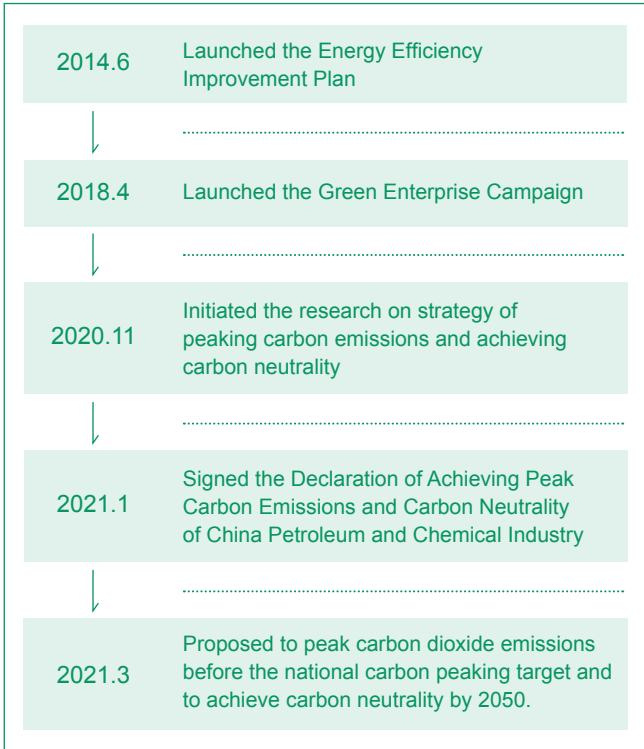 2014.6
Launched the Energy Efficiency
Improvement Plan
2018.4
Launched the Green Enterprise Campaign
2020.11
Initiated the research on strategy of
peaking carbon emissions and achieving
carbon neutrality
2021.1
Signed the Declaration of Achieving Peak
Carbon Emissions and Carbon Neutrality
of China Petroleum and Chemical Industry
2021.3
Proposed to peak carbon dioxide emissions
before the national carbon peaking target and
to achieve carbon neutrality by 2050.